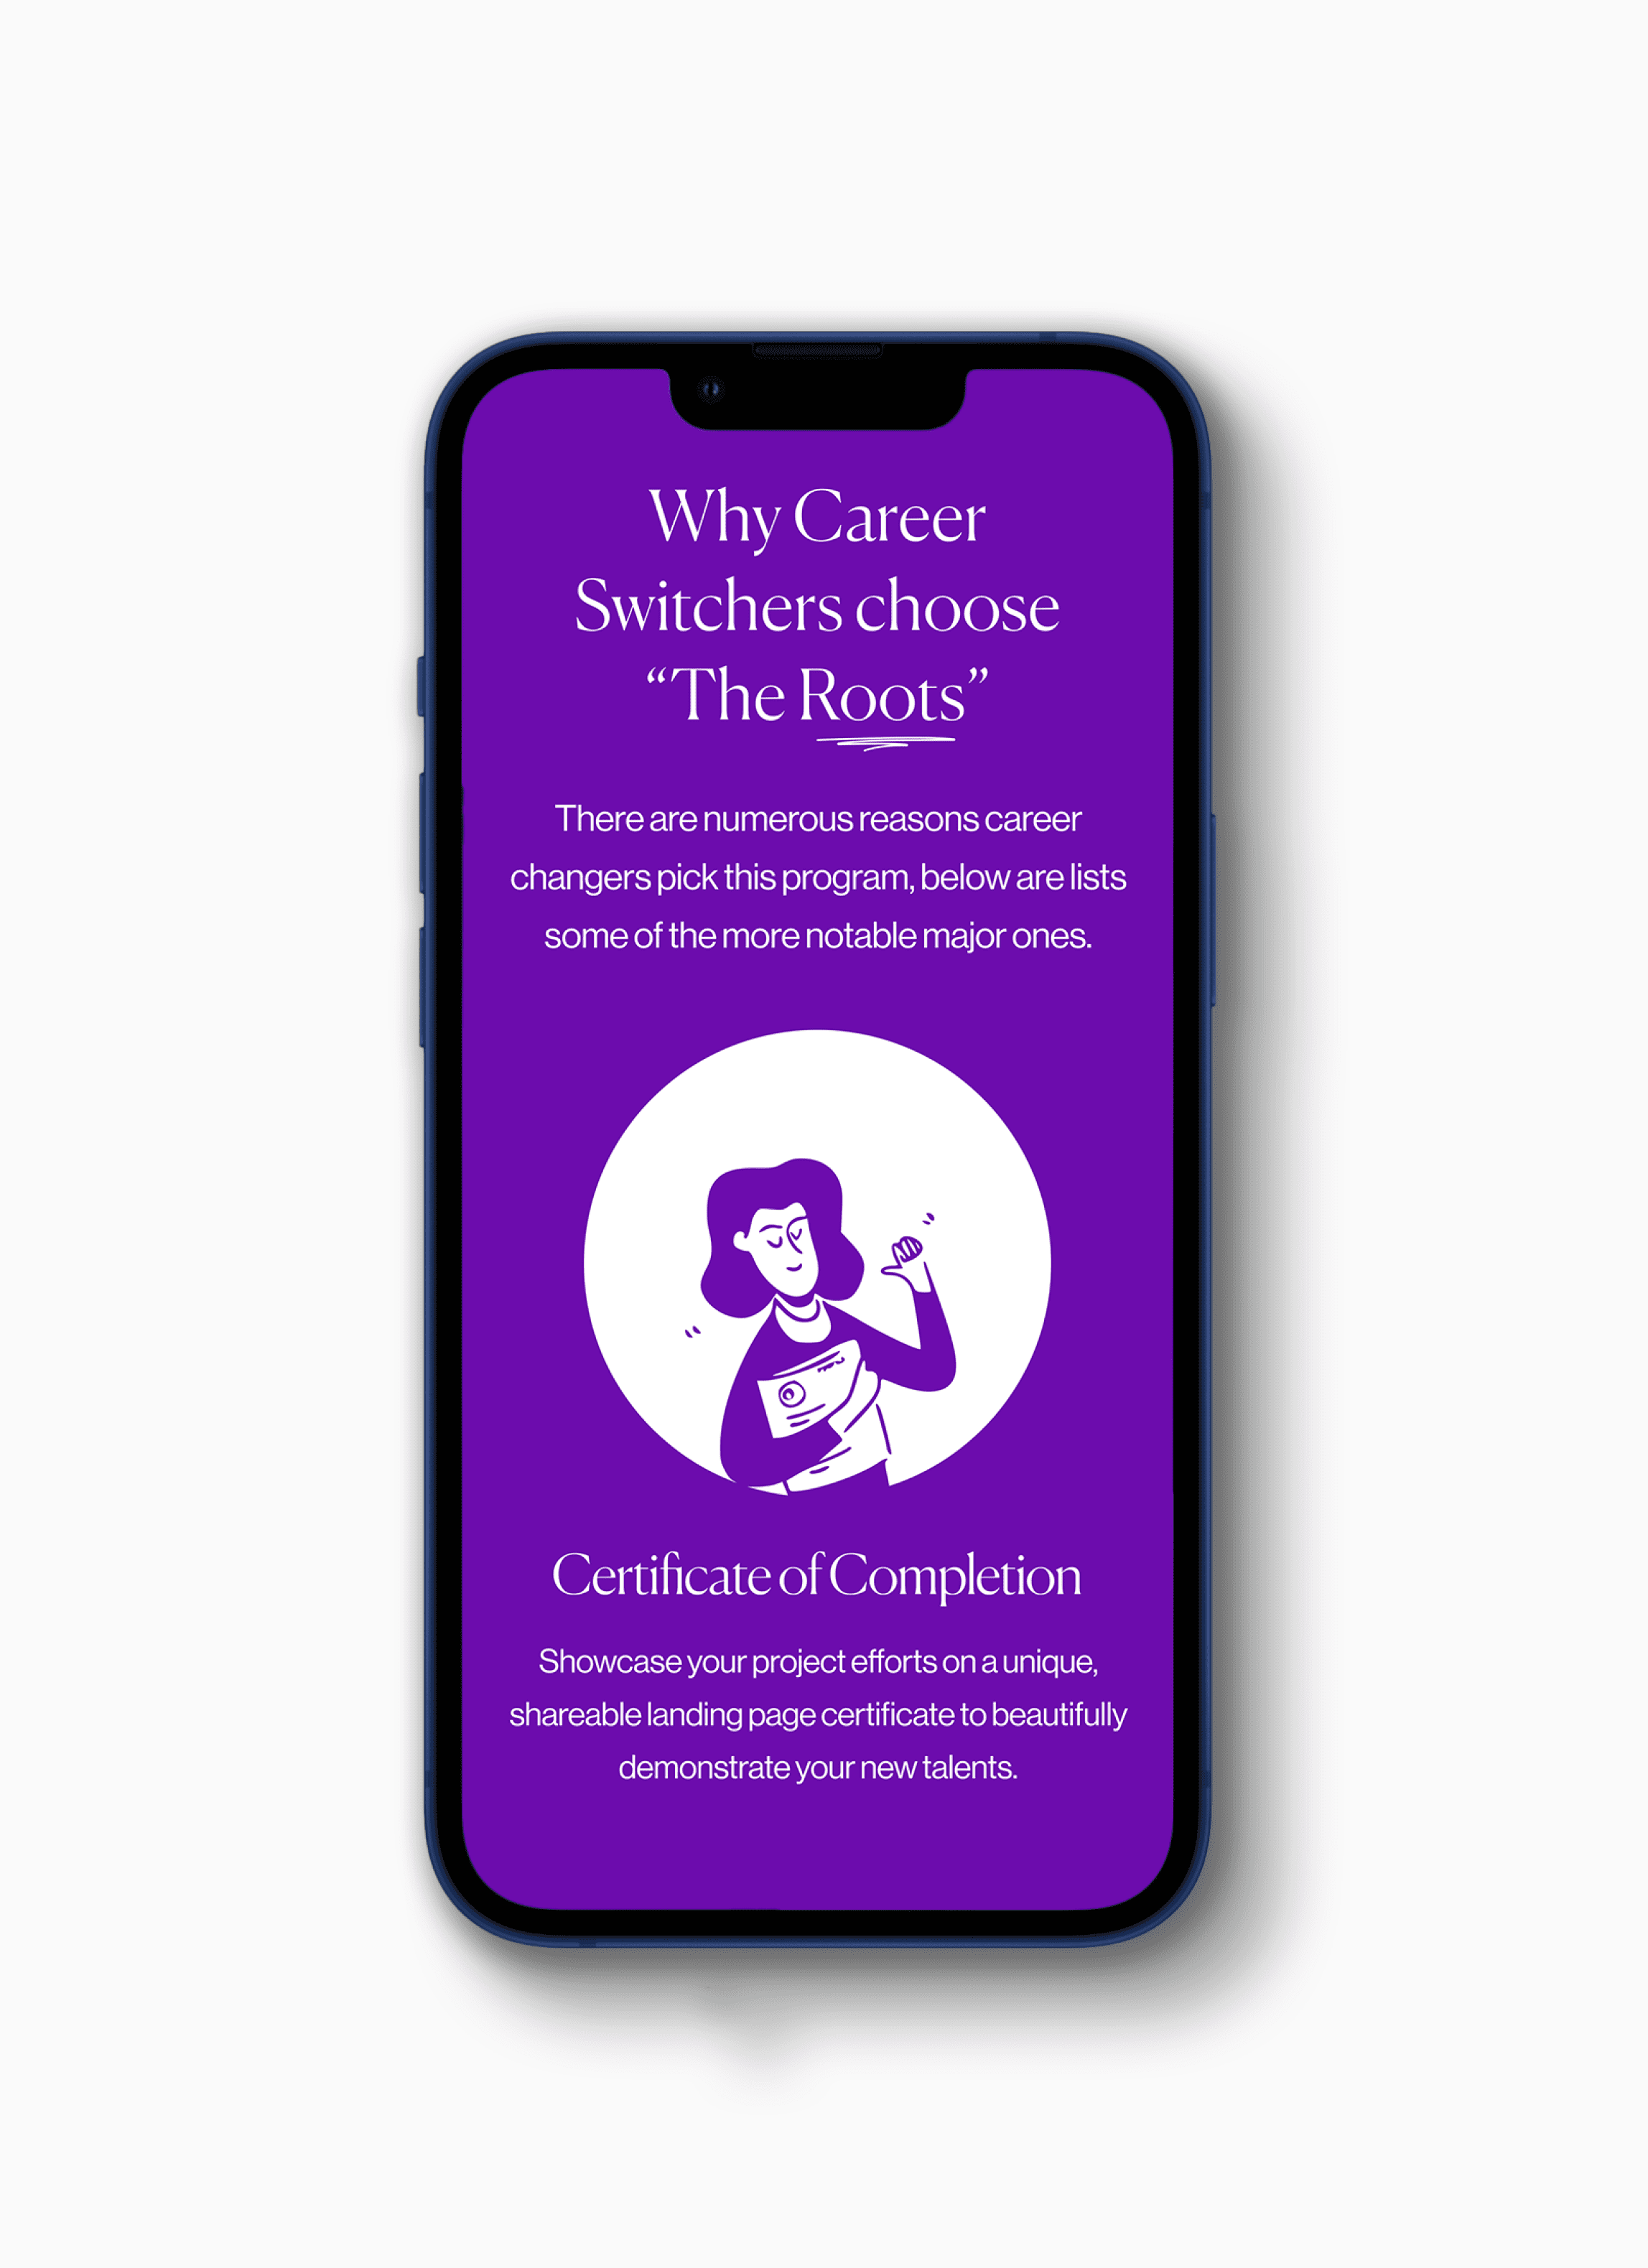 Why Career
Switchers choose
“The Roots”
There are numerous reasons career
changers pick this program, below are lists
some of the more notable major ones.
Certificate of Completion
Showcase your project efforts on a unique,
shareable landing page certificate to beautifully
demonstrate your new talents.